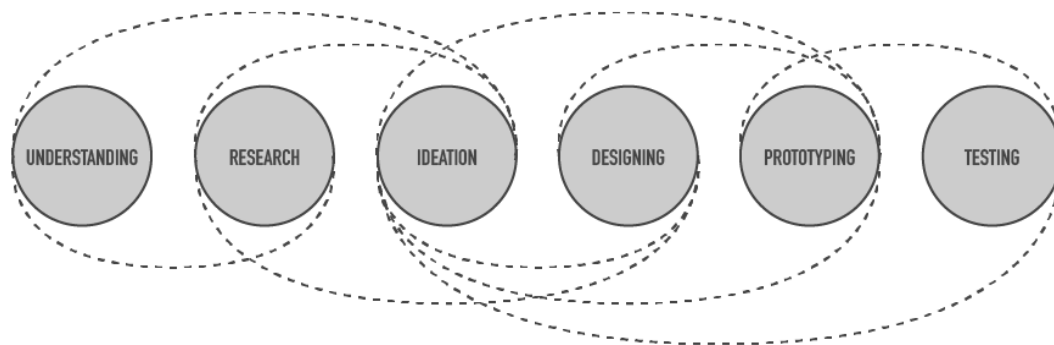 UNDERSTANDING
RESEARCH
IDEATION
DESIGNING
PROTOTYPING
TESTING